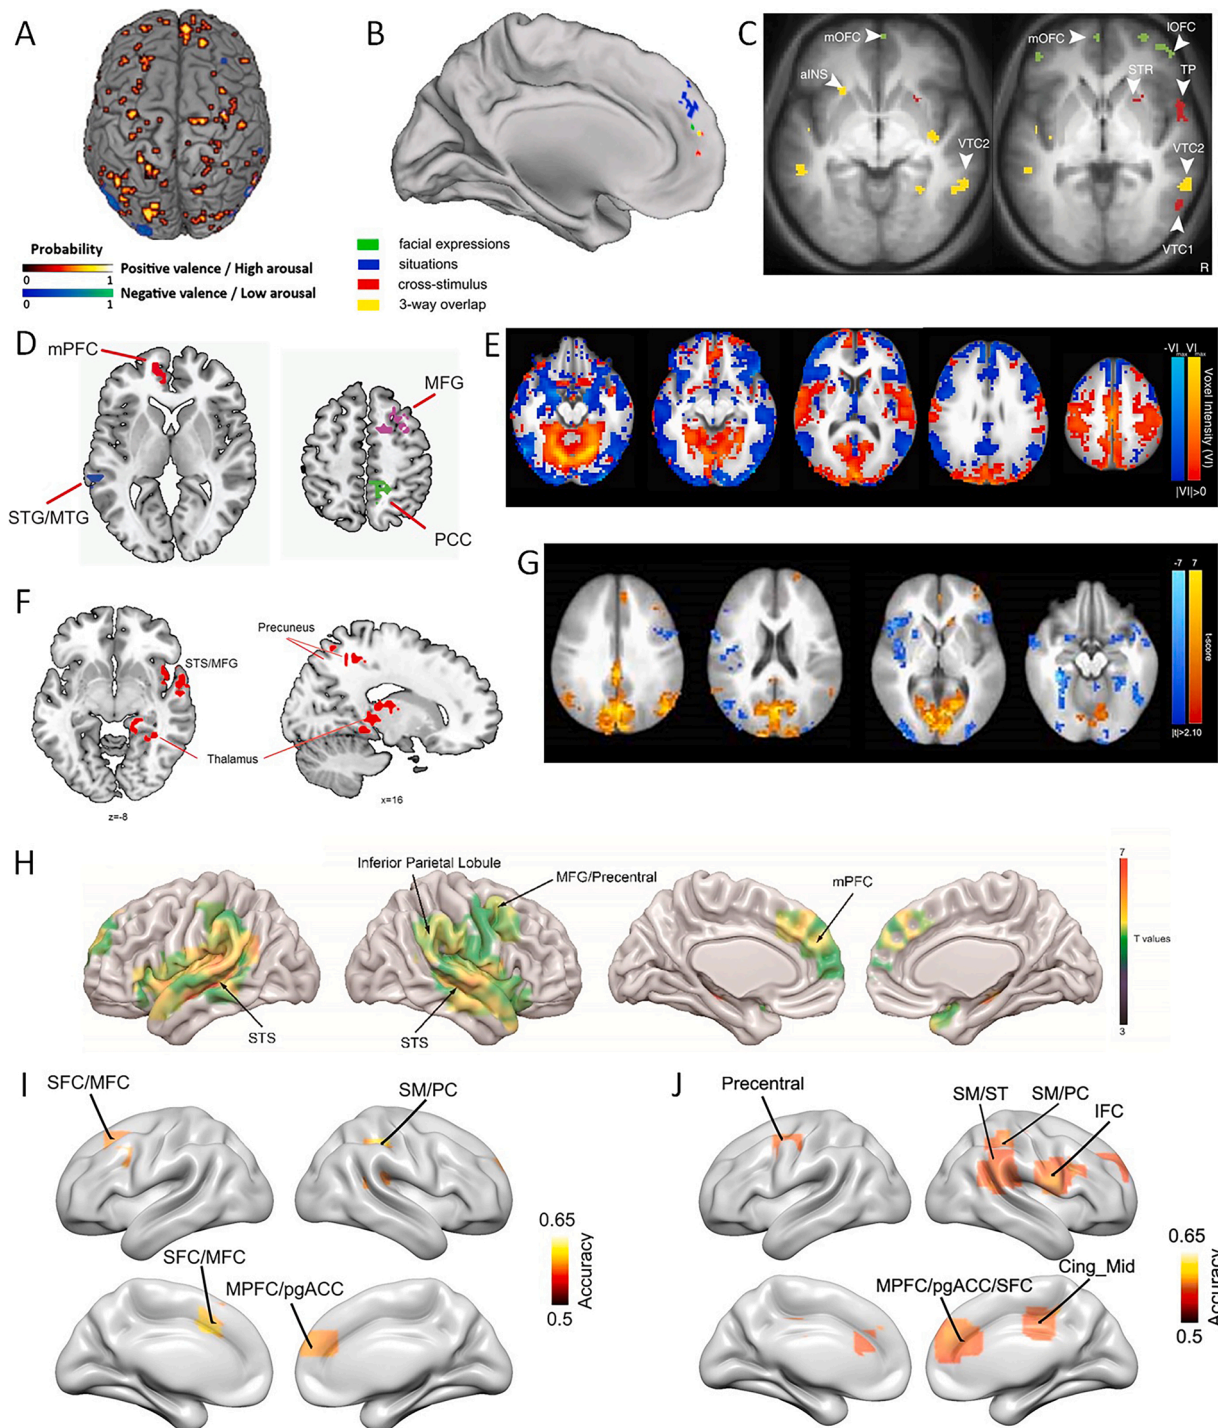 A
Probability
0 1 Positive valence / High arousal
0 1 Negative valence / Low arousal
B
facial expressions
situations
cross-stimulus
3-way overlap
C
mOFC
aINS
VTC2
mOFC
lOFC
STR
TP
VTC2
VTC1
R
D
mPFC
STG/MTG
MFG
PCC
E
-VI max VI max
Voxel Intensity (VI)
|VI|>0
F
STS/MFG
Precuneus
Thalamus
z=-8
x=16
G
-7 7
t-score
|t|>2.10
H
Inferior Parietal Lobule
MFG/Precentral
mPFC
STS
STS
7
T values
3
I
SFC/MFC
SM/PC
SFC/MFC
MPFC/pgACC
0.65
Accuracy
0.5
J
Precentral
SM/ST
SM/PC
IFC
MPFC/pgACC/SFC
Cing_Mid
0.65
Accuracy
0.5